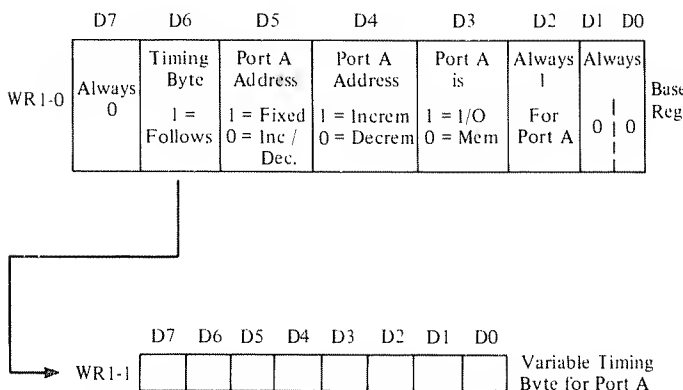 D7 D6 D5 D4 D3 D2 D1 D0
WR1-0
Always
0
Timing
Byte
1 =
Follows
Port A
Address
1 = Fixed
0 = Inc /
Dec.
Port A
Address
1 = Increm
0 = Decrem
Port A
is
1 = I/O
0 = Mem
Always
1
For
Port A
Always
0 0
Base
Reg
D7 D6 D5 D4 D3 D2 D1 D0
WR1-1
Variable Timing
Byte for Port A